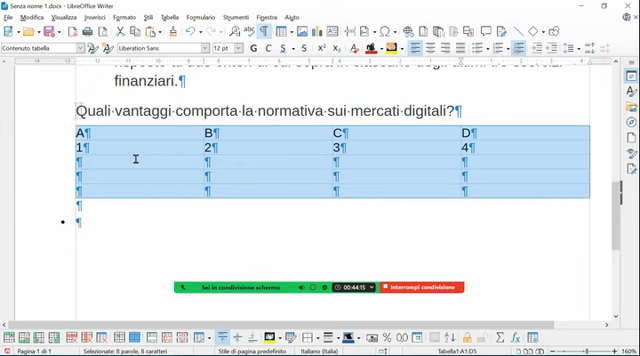 Senza nome 1.docx - LibreOffice Writer
File Modifica Visualizza Inserisci Formato Stili Tabella Formulario Strumenti Finestra Aiuto
Contenuto tabella Liberation Sans 12 pt G C S S
finanziari.¶
Quali·vantaggi·comporta·la·normativa·sui·mercati·digitali?¶
A¶ B¶ C¶ D¶
1¶ 2¶ 3¶ 4¶
¶ ¶ ¶ ¶
¶ ¶ ¶ ¶
¶ ¶ ¶ ¶
¶
• ¶
Sei in condivisione schermo 00:44:15 Interrompi condivisione
Pagina 1 di 1 Selezionate: 8 parole, 8 caratteri Stile di pagina predefinito Italiano (Italia) Tabella1:A1:D5 160%